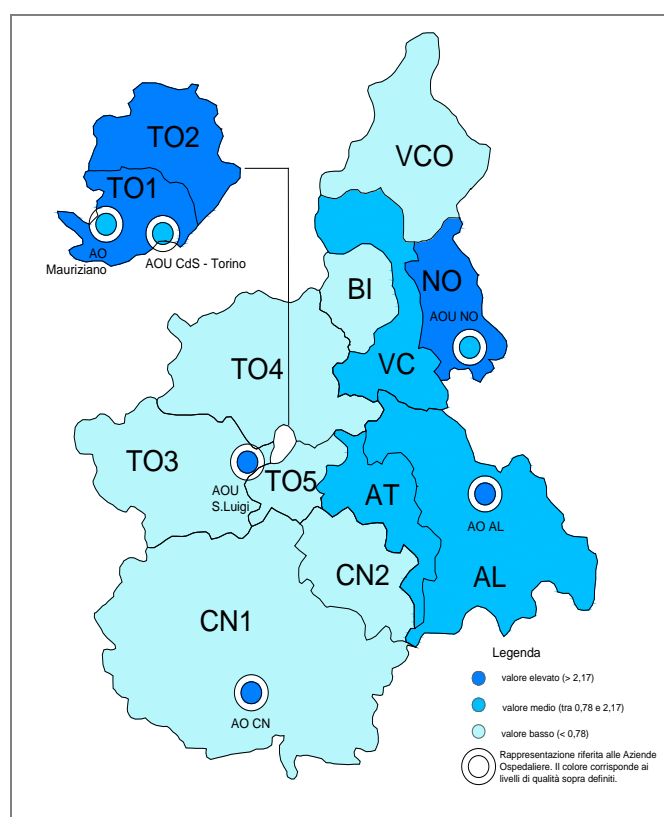 TO2
VCO
TO1
AO
Mauriziano
AOU CdS - Torino
NO
BI
AOU NO
VC
TO4
TO3
TO5
AOU
S.Luigi
AT
AO AL
CN2
AL
CN1
AO CN
Legenda
valore elevato (> 2,17)
valore medio (tra 0,78 e 2,17)
valore basso (< 0,78)
Rappresentazione riferita alle Aziende
Ospedaliere. Il colore corrisponde ai
livelli di qualità sopra definiti.